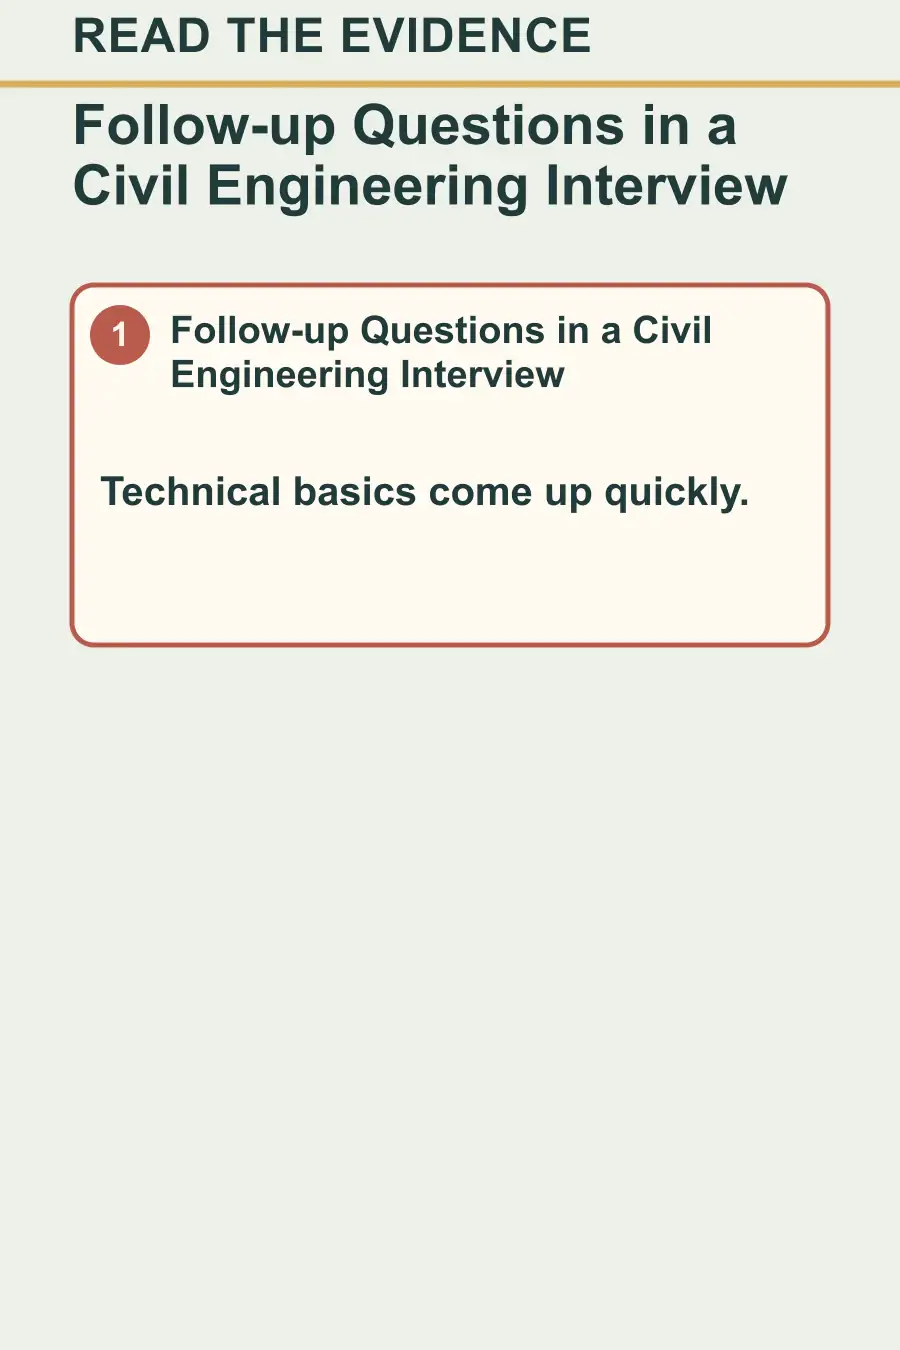 READ THE EVIDENCE
Follow-up Questions in a
Civil Engineering Interview
1
Follow-up Questions in a Civil
Engineering Interview
Technical basics come up quickly.